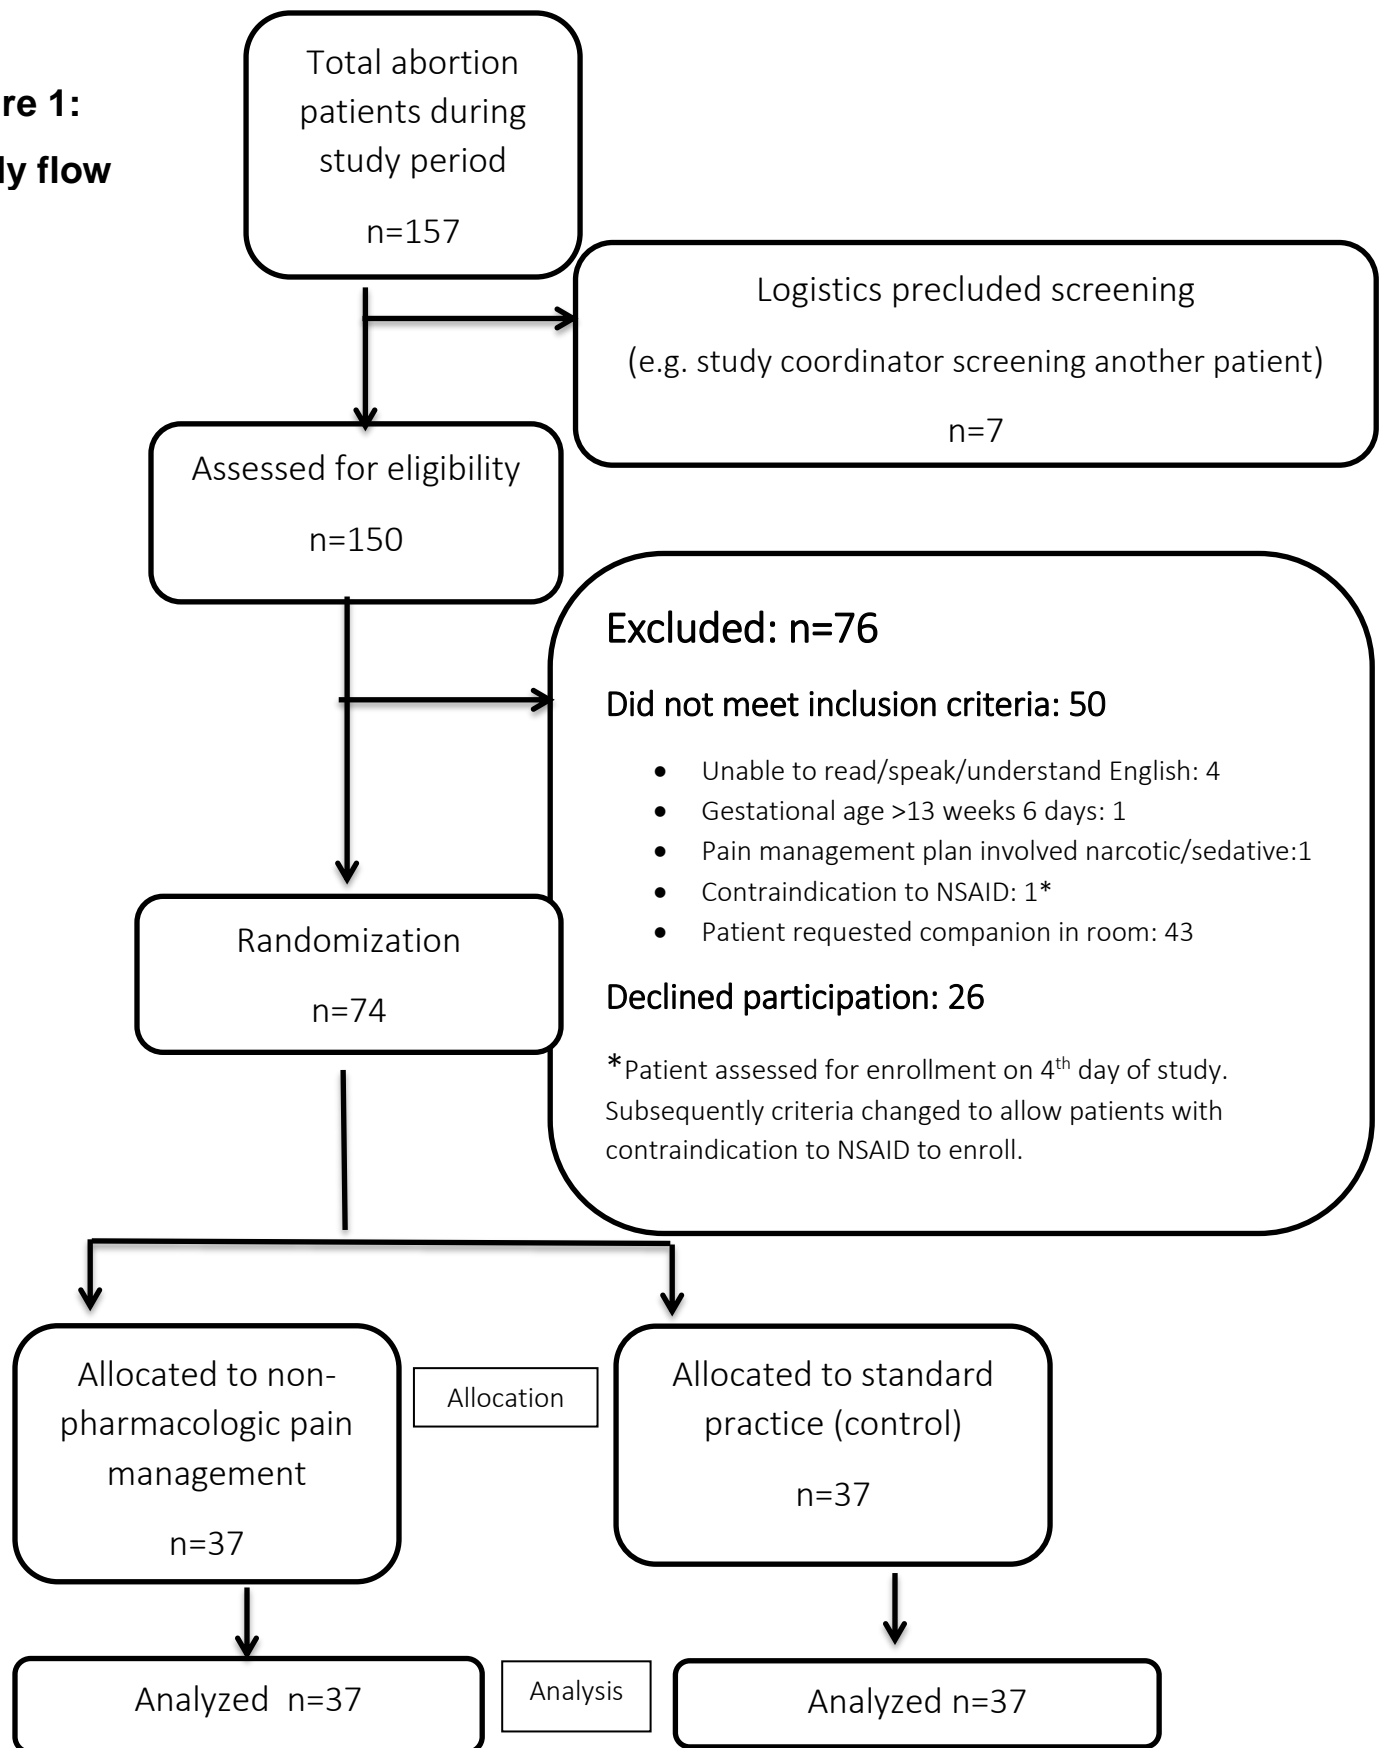 re 1:
ly flow
Total abortion
patients during
study period
n=157
Logistics precluded screening
(e.g. study coordinator screening another patient)
n=7
Assessed for eligibility
n=150
Excluded: n=76
Did not meet inclusion criteria: 50
• Unable to read/speak/understand English: 4
• Gestational age >13 weeks 6 days: 1
• Pain management plan involved narcotic/sedative:1
• Contraindication to NSAID: 1*
• Patient requested companion in room: 43
Declined participation: 26
*Patient assessed for enrollment on 4th day of study.
Subsequently criteria changed to allow patients with
contraindication to NSAID to enroll.
Randomization
n=74
Allocated to non-
pharmacologic pain
management
n=37
Allocation
Allocated to standard
practice (control)
n=37
Analyzed n=37
Analysis
Analyzed n=37